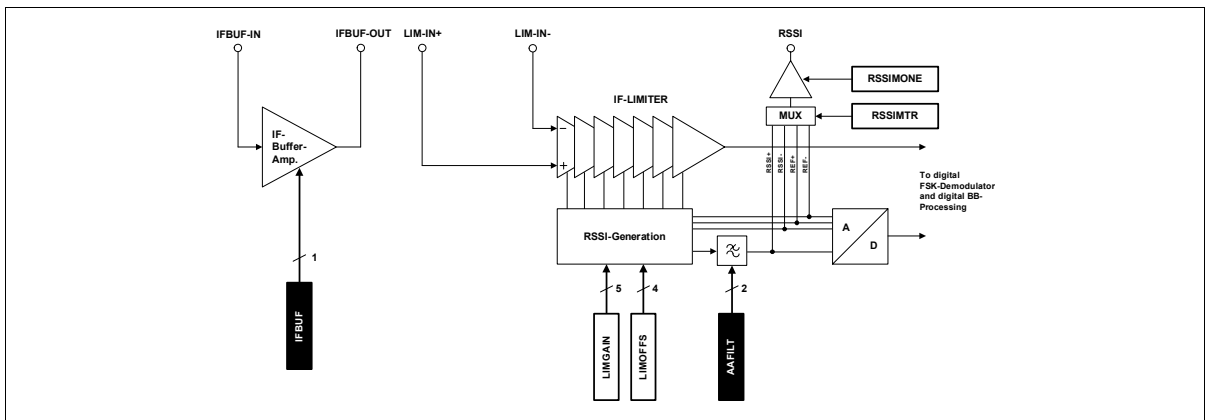 IFBUF-IN
IFBUF-OUT
LIM-IN+
LIM-IN-
RSSI
RSSIMONE
IF-LIMITER
MUX
RSSIMTR
IF-
Buffer-
Amp.
−
+
RSSI+
RSSI-
REF+
REF-
To digital
FSK-Demodulator
and digital BB-
Processing
RSSI-Generation
A
D
1
5
4
2
IFBUF
LIMGAIN
LIMOFFS
AAFILT